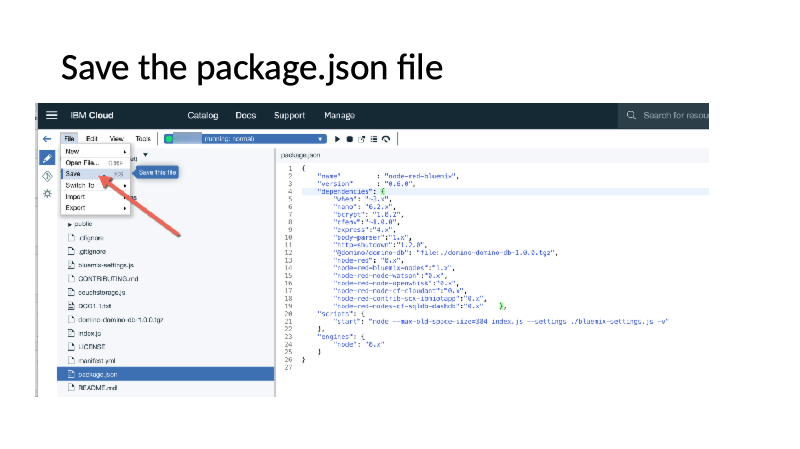 Save the package.json file
IBM Cloud Catalog Docs Support Manage Search for resou
File Edit View Tools (running: normal)
New
Open File...
Save Save this file
Switch To
Import
Export
public
.cfignore
.gitignore
bluemix-settings.js
CONTRIBUTING.md
couchstorage.js
DCO1.1.txt
domino-domino-db-1.0.0.tgz
index.js
LICENSE
manifest.yml
package.json
README.md
package.json
1 {
2 "name" : "node-red-bluemix",
3 "version" : "0.6.0",
4 "dependencies": {
5 "when": "~3.x",
6 "nano": "6.2.x",
7 "bcrypt": "1.0.2",
8 "cfenv":"~1.0.0",
9 "express":"4.x",
10 "body-parser":"1.x",
11 "http-shutdown":"1.2.0",
12 "@domino/domino-db": "file:./domino-domino-db-1.0.0.tgz",
13 "node-red": "0.x",
14 "node-red-bluemix-nodes":"1.x",
15 "node-red-node-watson":"0.x",
16 "node-red-node-openwhisk":"0.x",
17 "node-red-node-cf-cloudant":"0.x",
18 "node-red-contrib-scx-ibmiotapp":"0.x",
19 "node-red-nodes-cf-sqldb-dashdb":"0.x" },
20 "scripts": {
21 "start": "node --max-old-space-size=384 index.js --settings ./bluemix-settings.js -v"
22 },
23 "engines": {
24 "node": "8.x"
25 }
26 }
27